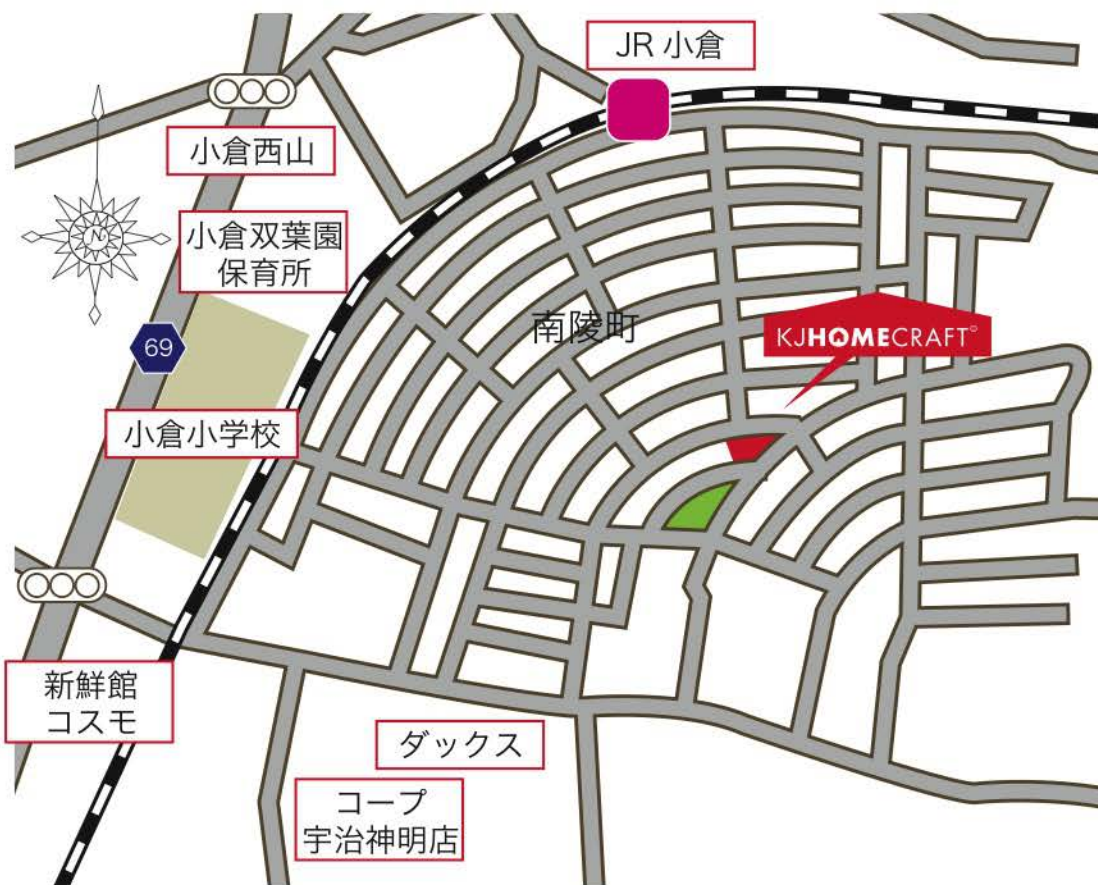 JR 小倉
小倉西山
小倉双葉園
保育所
N
南陵町
KJHOMECRAFT°
69
小倉小学校
新鮮館
コスモ
ダックス
コープ
宇治神明店